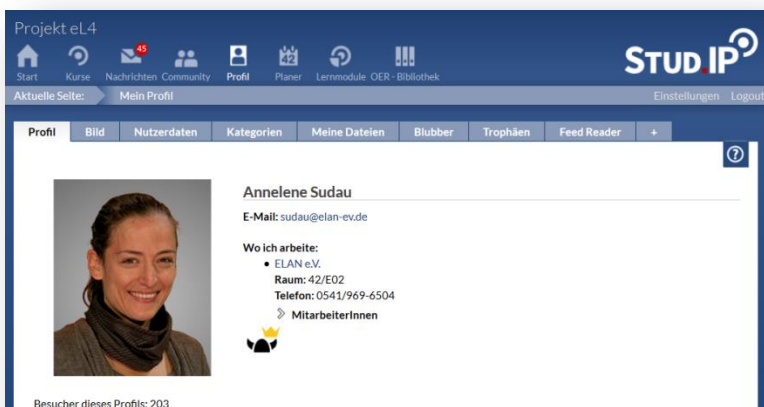 Projekt eL4
45
42
Start Kurse Nachrichten Community Profil Planer Lernmodule OER - Bibliothek
STUD.IP
Aktuelle Seite: Mein Profil Einstellungen Logout
Profil Bild Nutzerdaten Kategorien Meine Dateien Blubber Trophäen Feed Reader +
?
Annelene Sudau
E-Mail: sudau@elan-ev.de
Wo ich arbeite:
• ELAN e.V.
Raum: 42/E02
Telefon: 0541/969-6504
MitarbeiterInnen
Besucher dieses Profils: 203